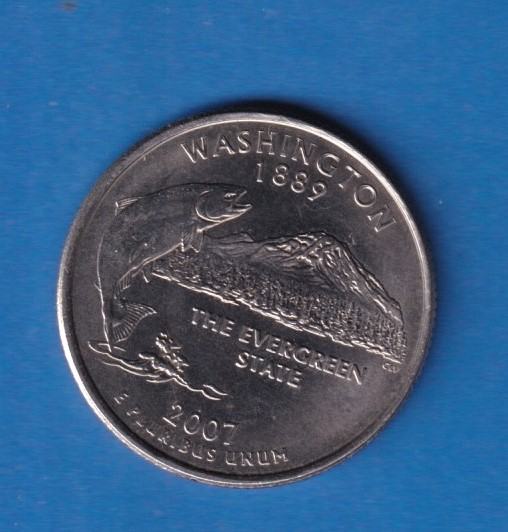 WASHINGTON
1889
THE EVERGREEN
STATE
2007
E PLURIBUS UNUM